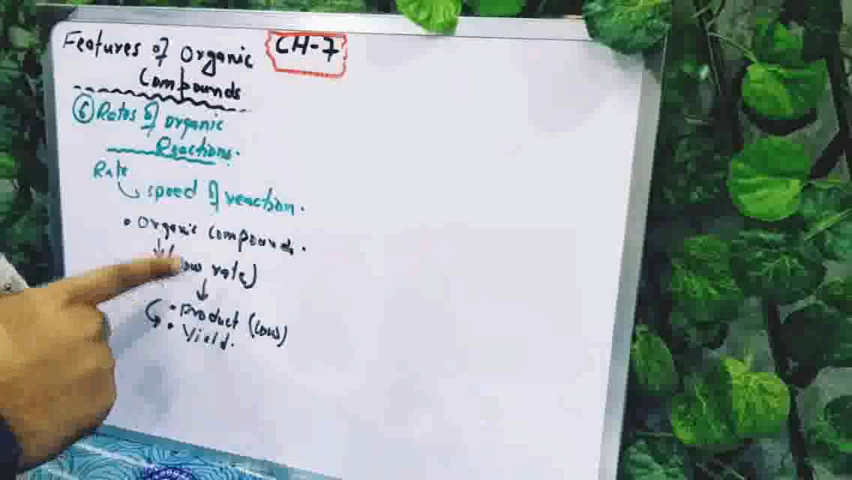 Features of Organic
Compounds
CH-7
6 Rates of organic
Reactions.
Rate
speed of reaction.
• Organic compounds.
low rate)
• Product (low)
• Yield.